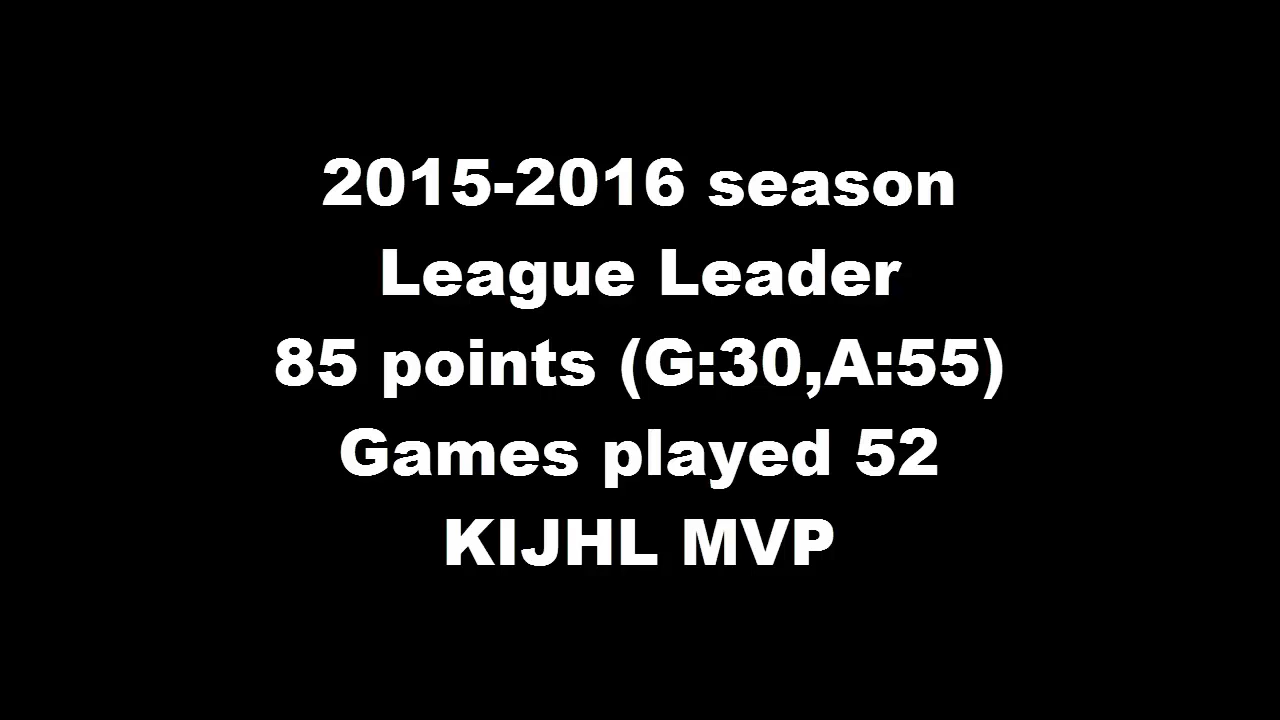 2015-2016 season
League Leader
85 points (G:30,A:55)
Games played 52
KIJHL MVP